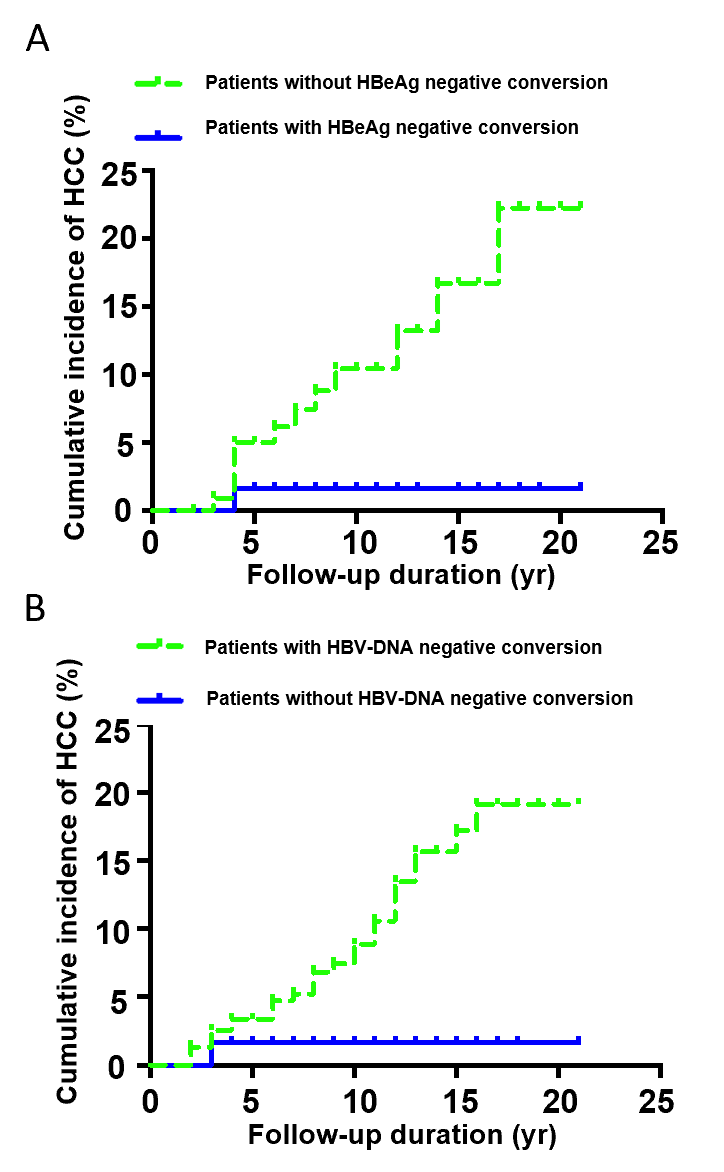 A
Patients without HBeAg negative conversion
Patients with HBeAg negative conversion
Cumulative incidence of HCC (%)
25
20
15
10
5
0
0 5 10 15 20 25
Follow-up duration (yr)
B
Patients with HBV-DNA negative conversion
Patients without HBV-DNA negative conversion
Cumulative incidence of HCC (%)
25
20
15
10
5
0
0 5 10 15 20 25
Follow-up duration (yr)